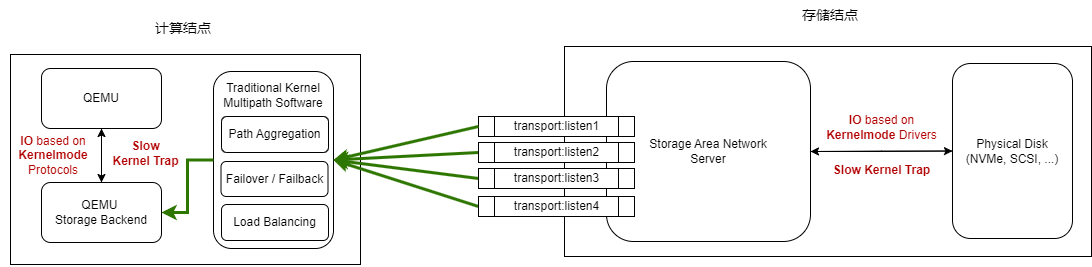 计算结点
存储结点
QEMU
IO based on
Kernelmode
Protocols
Slow
Kernel Trap
QEMU
Storage Backend
Traditional Kernel
Multipath Software
Path Aggregation
Failover / Failback
Load Balancing
transport:listen1
transport:listen2
transport:listen3
transport:listen4
Storage Area Network
Server
IO based on
Kernelmode Drivers
Slow Kernel Trap
Physical Disk
(NVMe, SCSI, ...)